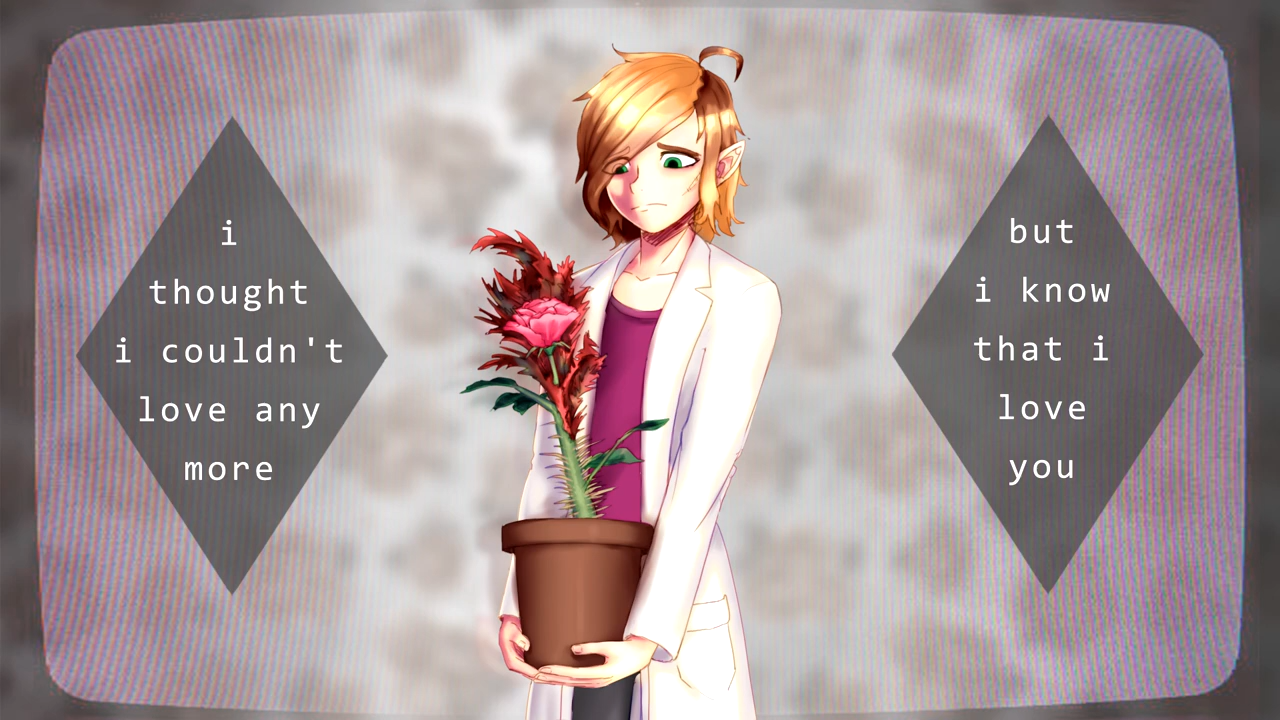 i
thought
i couldn't
love any
more
but
i know
that i
love
you